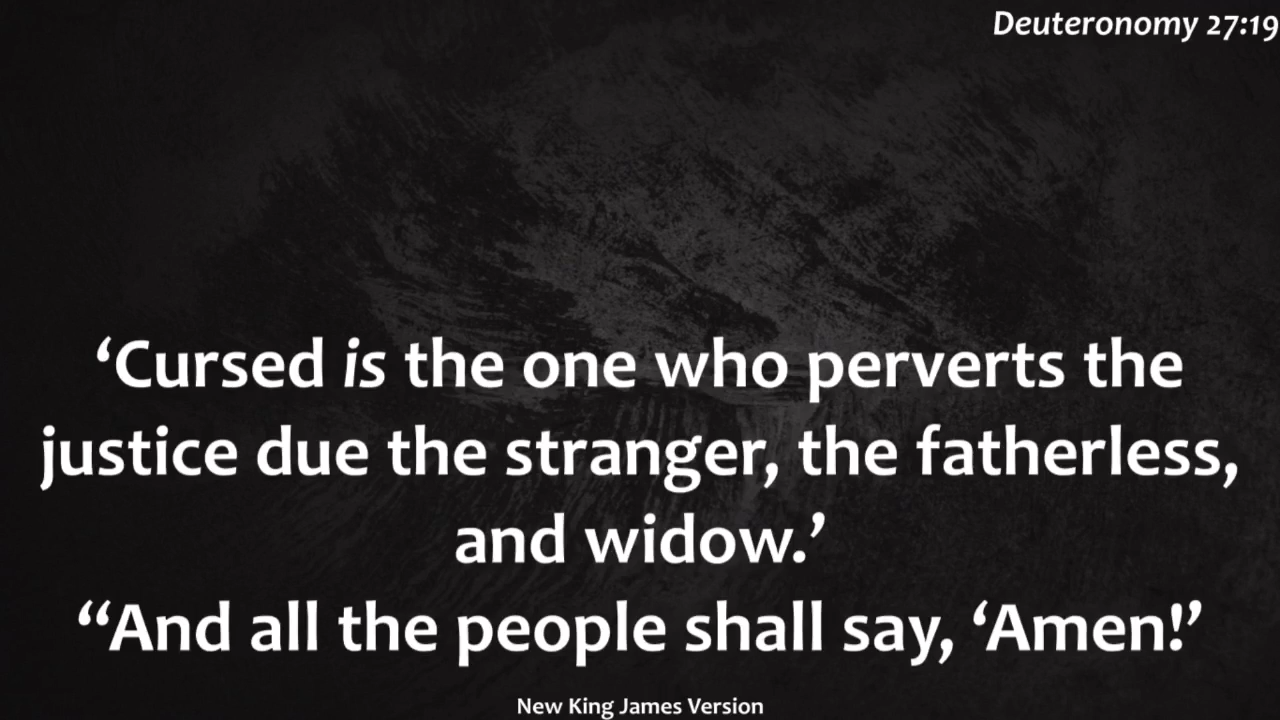 Deuteronomy 27:19
‘Cursed is the one who perverts the
justice due the stranger, the fatherless,
and widow.’
“And all the people shall say, ‘Amen!’
New King James Version